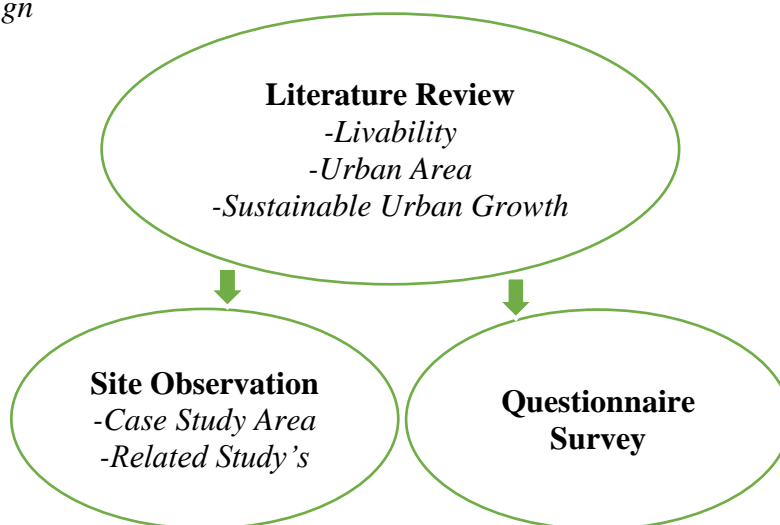 gn
Literature Review
-Livability
-Urban Area
-Sustainable Urban Growth
Site Observation
-Case Study Area
-Related Study’s
Questionnaire
Survey